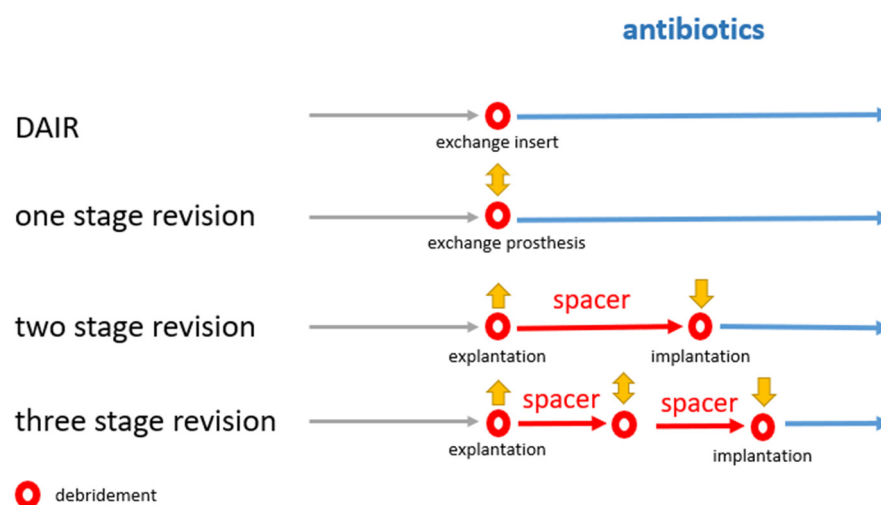 antibiotics
DAIR
exchange insert
one stage revision
exchange prosthesis
spacer
two stage revision
explantation
implantation
spacer
spacer
three stage revision
explantation
implantation
debridement